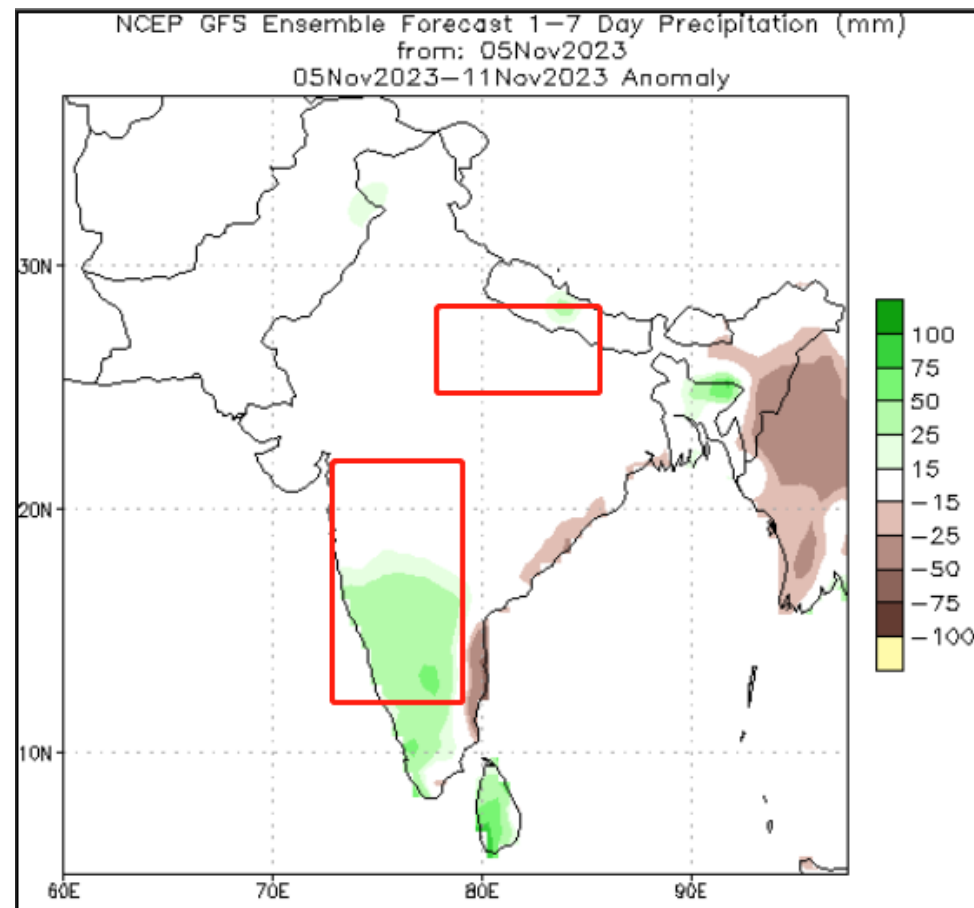 NCEP GFS Ensemble Forecast 1-7 Day Precipitation (mm)
from: 05Nov2023
05Nov2023-11Nov2023 Anomaly
30N
20N
10N
60E
70E
80E
90E
100
75
50
25
15
-15
-25
-50
-75
-100